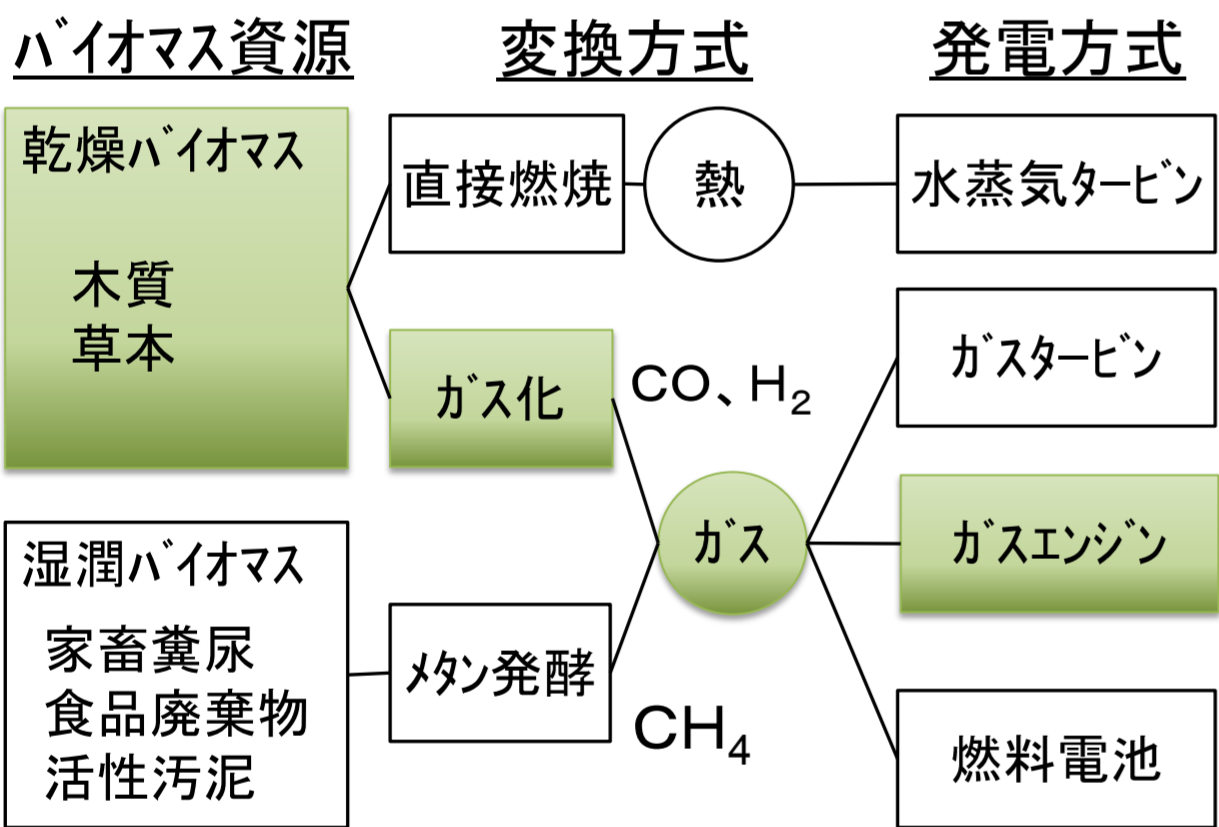 バイオマス資源
変換方式
発電方式
乾燥バイオマス
木質
草本
直接燃焼
熱
水蒸気タービン
ガス化
CO、H₂
ガスタービン
ガス
ガスエンジン
湿潤バイオマス
家畜糞尿
食品廃棄物
活性汚泥
メタン発酵
CH₄
燃料電池